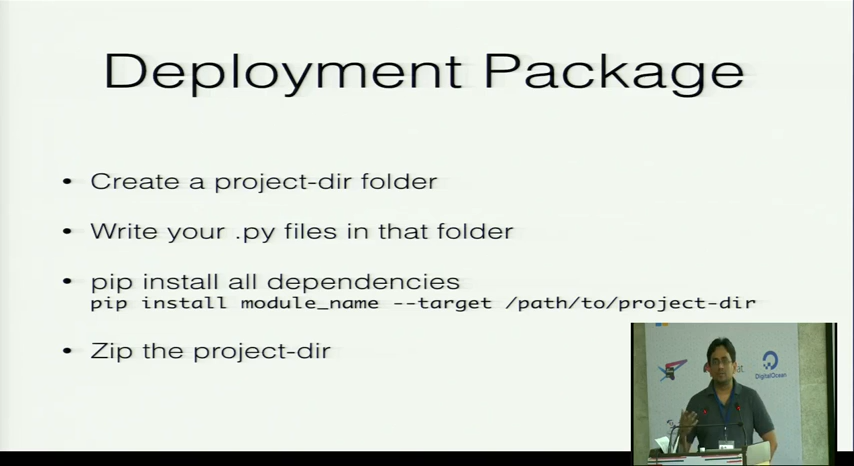 Deployment Package
• Create a project-dir folder
• Write your .py files in that folder
• pip install all dependencies
pip install module_name --target /path/to/project-dir
• Zip the project-dir
DigitalOcean